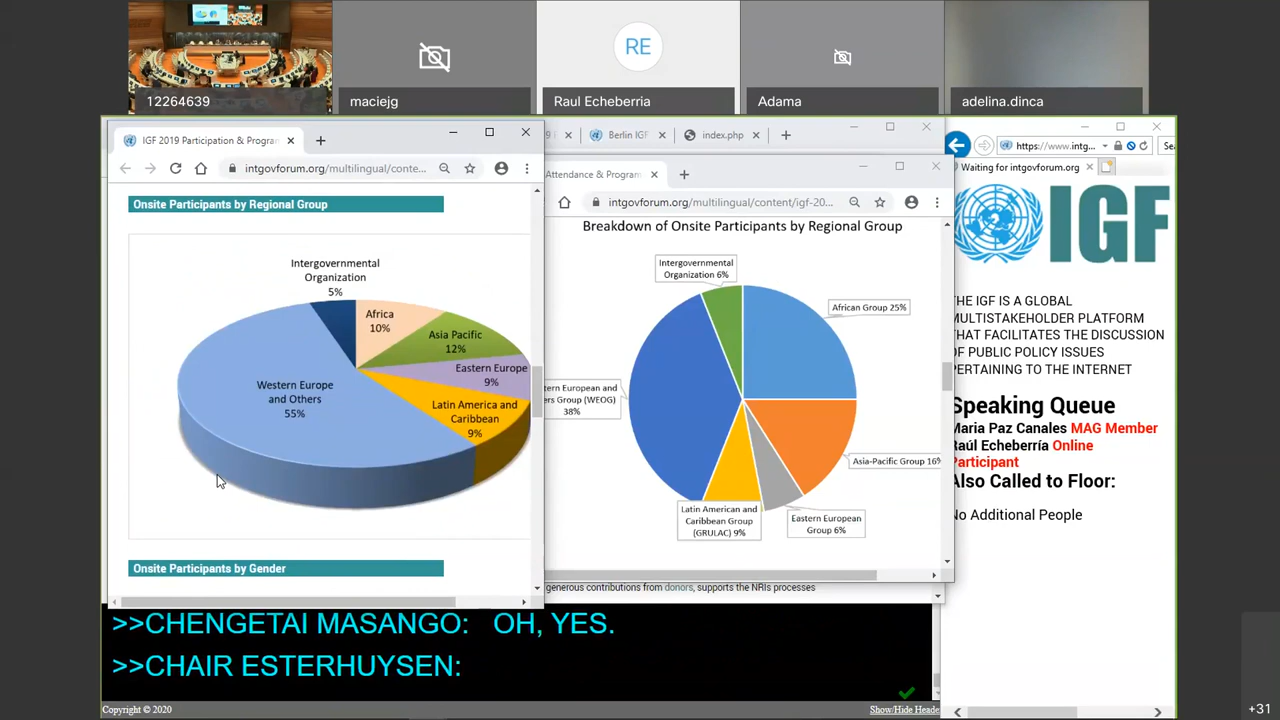 12264639
maciejg
RE
Raul Echeberria
Adama
adelina.dinca
IGF 2019 Participation & Program
Berlin IGF
index.php
https://www.intg...
Waiting for intgovforum.org
intgovforum.org/multilingual/conte...
Attendance & Program
intgovforum.org/multilingual/content/igf-20...
Onsite Participants by Regional Group
Intergovernmental
Organization
5%
Africa
10%
Asia Pacific
12%
Eastern Europe
9%
Latin America and
Caribbean
9%
Western Europe
and Others
55%
Onsite Participants by Gender
Breakdown of Onsite Participants by Regional Group
Intergovernmental
Organization 6%
African Group 25%
Asia-Pacific Group 16%
Eastern European
Group 6%
Latin American and
Caribbean Group
(GRULAC) 9%
tern European and
ers Group (WEOG)
38%
generous contributions from donors, supports the NRIs processes
IGF
THE IGF IS A GLOBAL
MULTISTAKEHOLDER PLATFORM
THAT FACILITATES THE DISCUSSION
OF PUBLIC POLICY ISSUES
PERTAINING TO THE INTERNET
Speaking Queue
Maria Paz Canales MAG Member
Raúl Echeberría Online
Participant
Also Called to Floor:
No Additional People
>>CHENGETAI MASANGO: OH, YES.
>>CHAIR ESTERHUYSEN:
Copyright © 2020
Show/Hide Heade
+31